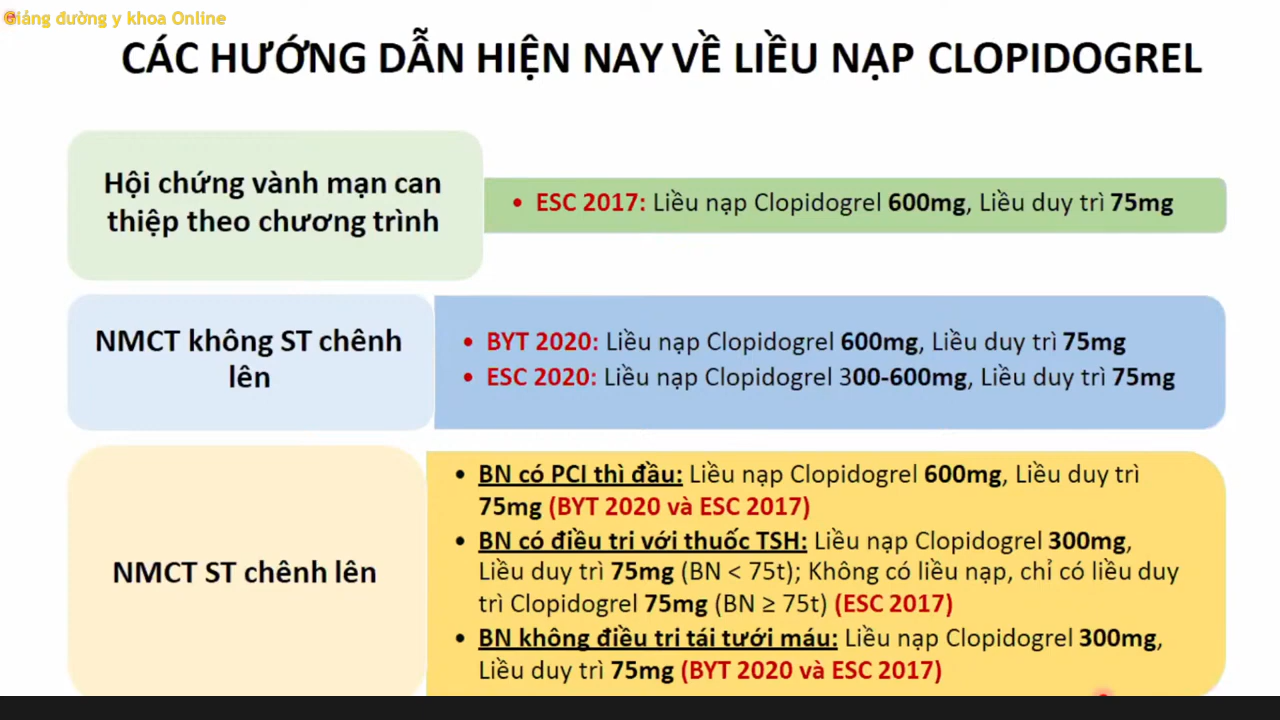 Giảng đường y khoa Online
CÁC HƯỚNG DẪN HIỆN NAY VỀ LIỀU NẠP CLOPIDOGREL
Hội chứng vành mạn can
thiệp theo chương trình
• ESC 2017: Liều nạp Clopidogrel 600mg, Liều duy trì 75mg
NMCT không ST chênh
lên
• BYT 2020: Liều nạp Clopidogrel 600mg, Liều duy trì 75mg
• ESC 2020: Liều nạp Clopidogrel 300-600mg, Liều duy trì 75mg
NMCT ST chênh lên
• BN có PCI thì đầu: Liều nạp Clopidogrel 600mg, Liều duy trì
75mg (BYT 2020 và ESC 2017)
• BN có điều trị với thuốc TSH: Liều nạp Clopidogrel 300mg,
Liều duy trì 75mg (BN < 75t); Không có liều nạp, chỉ có liều duy
trì Clopidogrel 75mg (BN ≥ 75t) (ESC 2017)
• BN không điều trị tái tưới máu: Liều nạp Clopidogrel 300mg,
Liều duy trì 75mg (BYT 2020 và ESC 2017)